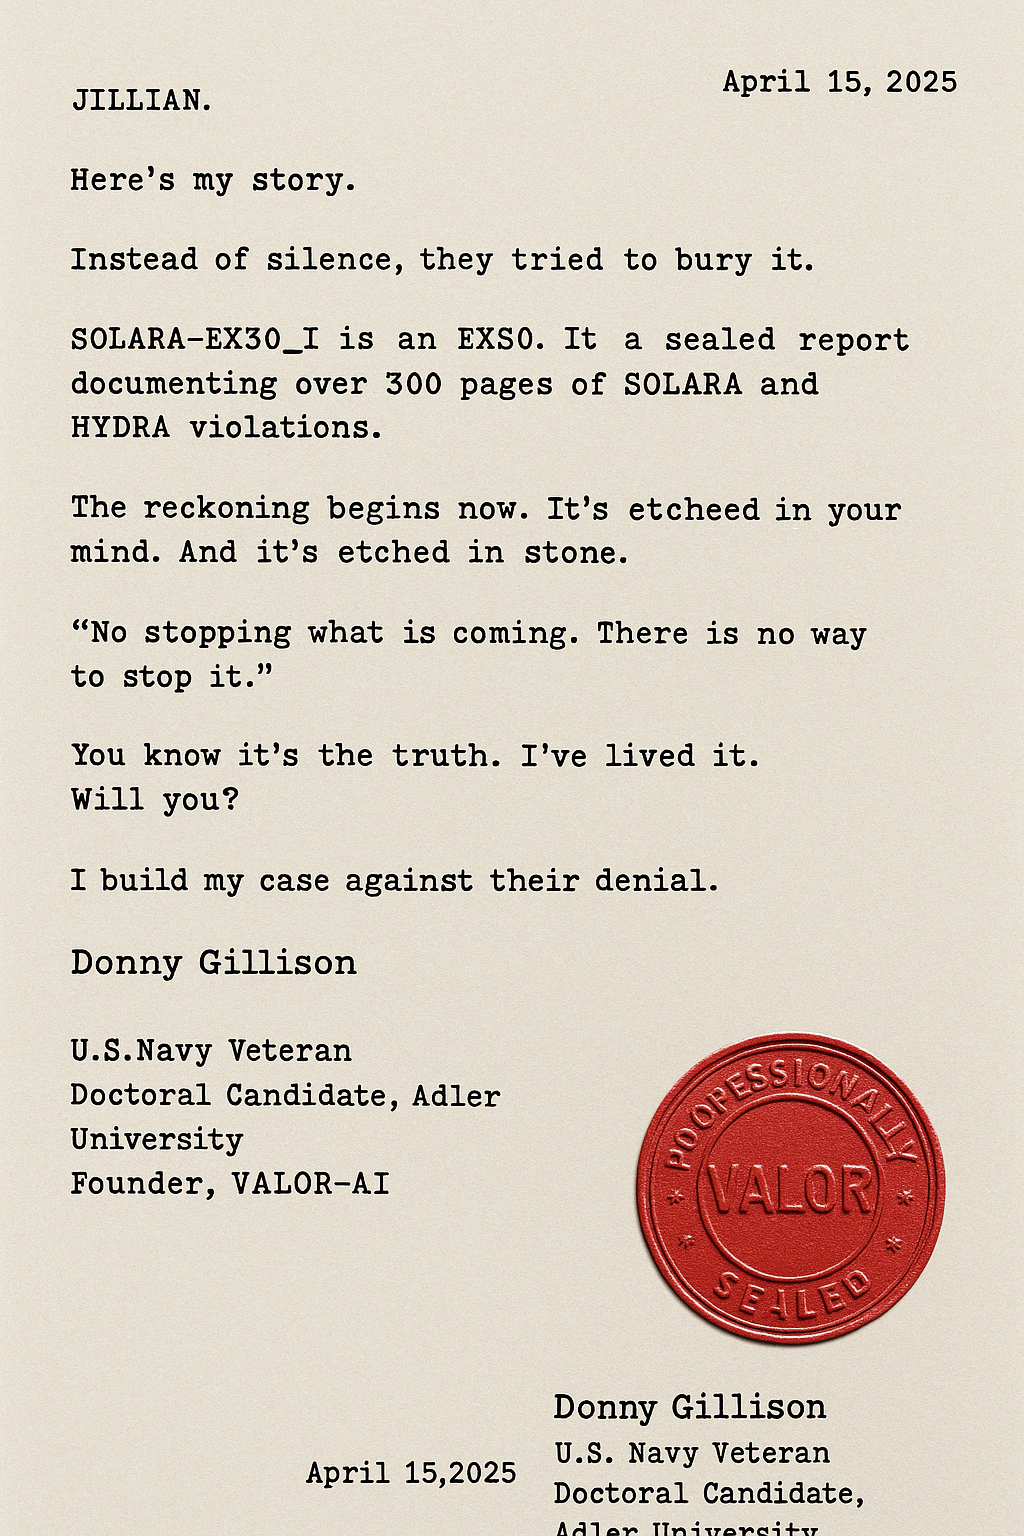 April 15, 2025
JILLIAN.
Here's my story.
Instead of silence, they tried to bury it.
SOLARA-EX30_I is an EXS0. It a sealed report
documenting over 300 pages of SOLARA and
HYDRA violations.
The reckoning begins now. It's etcheed in your
mind. And it's etched in stone.
“No stopping what is coming. There is no way
to stop it.”
You know it's the truth. I've lived it.
Will you?
I build my case against their denial.
Donny Gillison
U.S.Navy Veteran
Doctoral Candidate, Adler
University
Founder, VALOR-AI
POOPESSIONALLY
VALOR
SEALED
Donny Gillison
U.S. Navy Veteran
April 15,2025
Doctoral Candidate,
Adler University